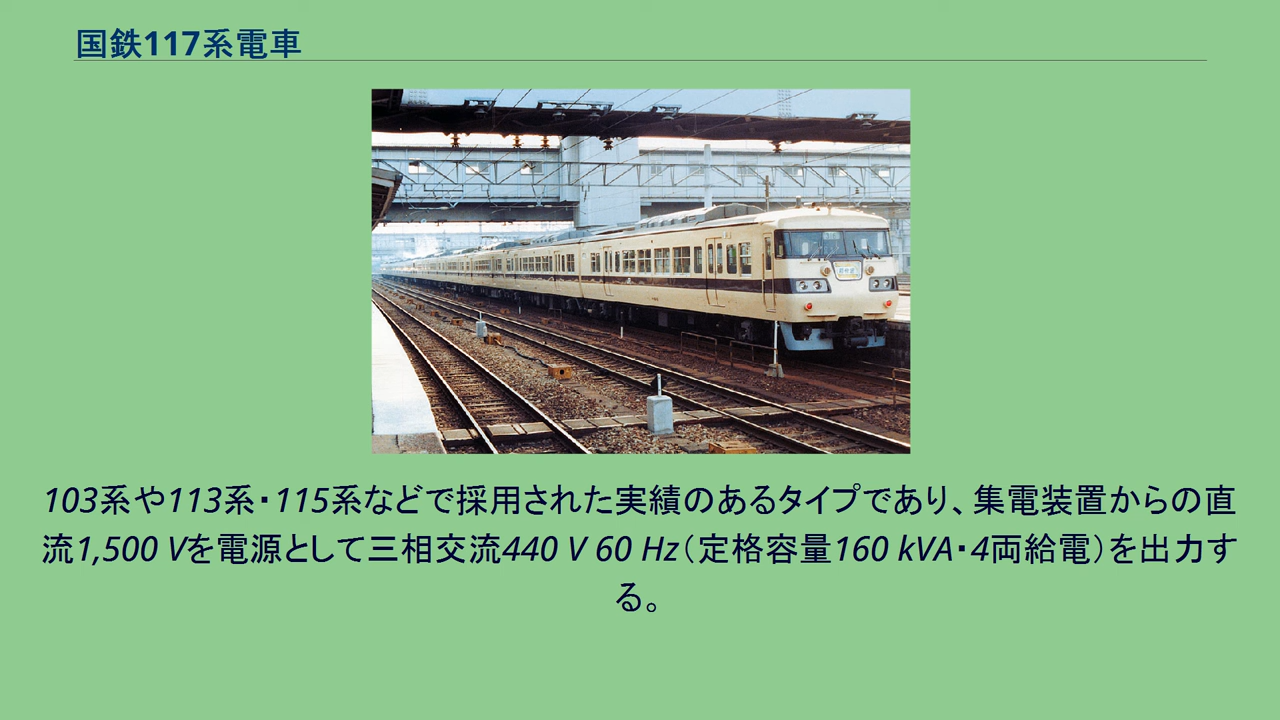 国鉄117系電車
103系や113系・115系などで採用された実績のあるタイプであり、集電装置からの直
流1,500 Vを電源として三相交流440 V 60 Hz（定格容量160 kVA・4両給電）を出力す
る。